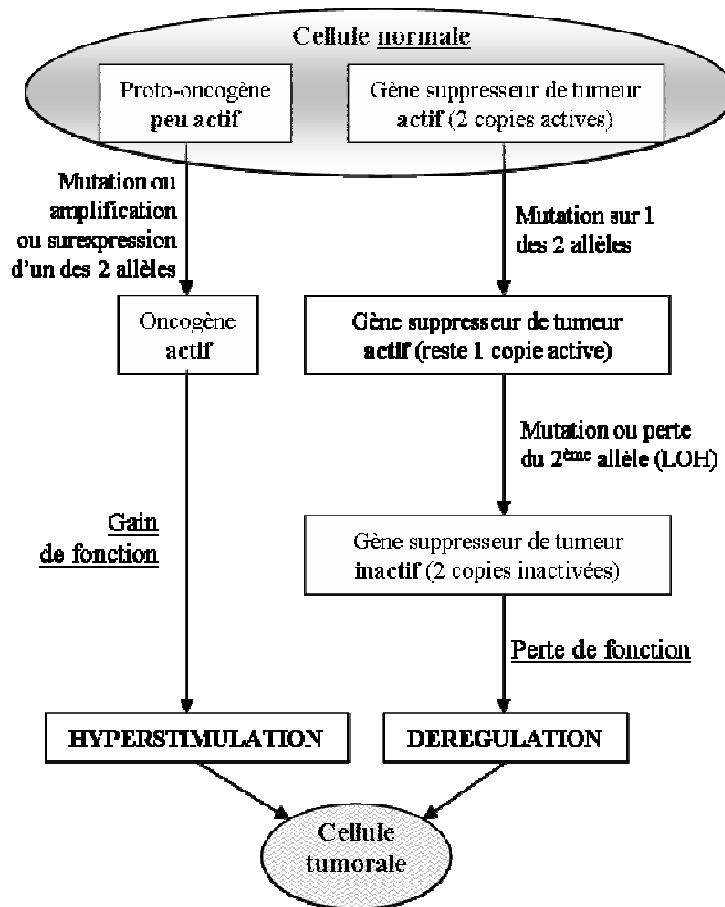 Cellule normale
Proto-oncogène
peu actif
Gène suppresseur de tumeur
actif (2 copies actives)
Mutation ou
amplification
ou surexpression
d'un des 2 allèles
Mutation sur 1
des 2 allèles
Oncogène
actif
Gène suppresseur de tumeur
actif (reste 1 copie active)
Mutation ou perte
du 2ème allèle (LOH)
Gain
de fonction
Gène suppresseur de tumeur
inactif (2 copies inactivées)
Perte de fonction
HYPERSTIMULATION
DEREGULATION
Cellule
tumorale